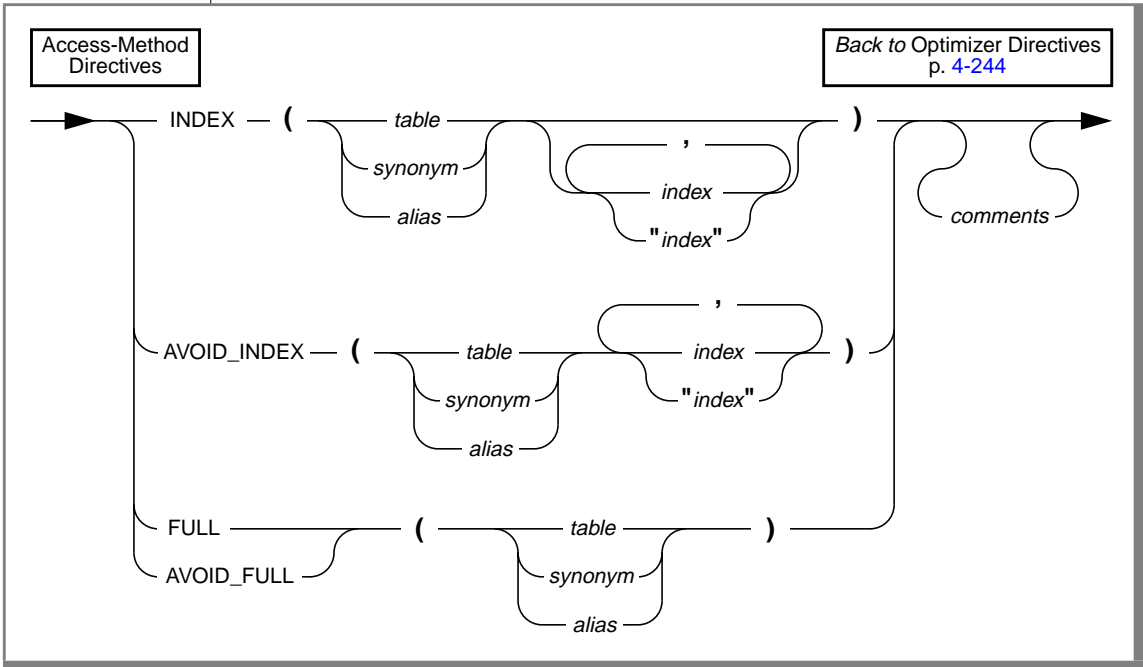 Access-Method
Directives
Back to Optimizer Directives
p. 4-244
INDEX ( table , )
synonym index
alias "index"
comments
AVOID_INDEX ( table , index )
synonym "index"
alias
FULL ( table )
AVOID_FULL synonym
alias